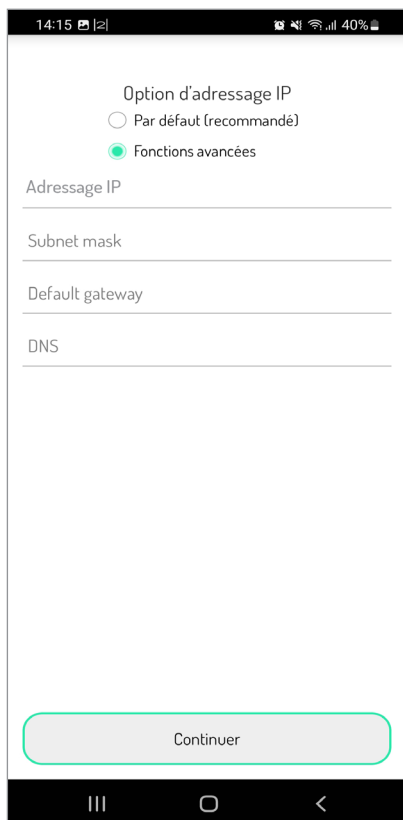 14:15 |2| 40%
Option d'adressage IP
Par défaut (recommandé)
Fonctions avancées
Adressage IP
Subnet mask
Default gateway
DNS
Continuer